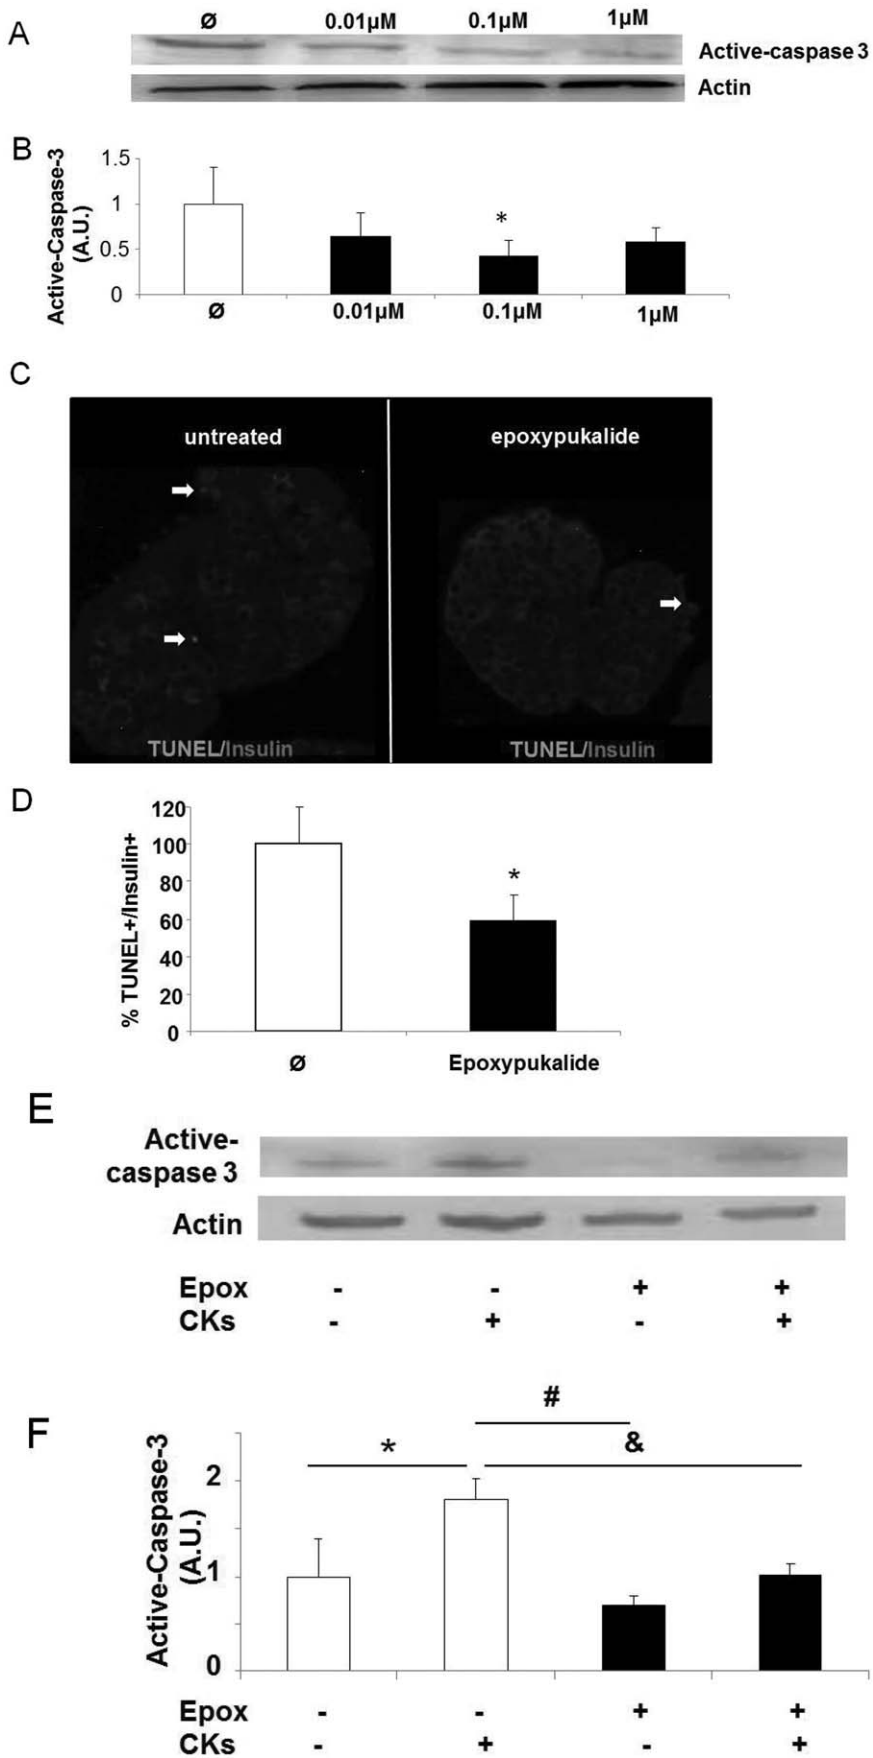 A
Ø 0.01µM 0.1µM 1µM
Active-caspase 3
Actin
B
Active-Caspase-3
(A.U.)
1.5
1
0.5
0
*
Ø 0.01µM 0.1µM 1µM
C
untreated epoxypukalide
TUNEL/Insulin TUNEL/Insulin
D
% TUNEL+/Insulin+
120
100
80
60
40
20
0
*
Ø Epoxypukalide
E
Active-
caspase 3
Actin
Epox - - + +
CKs - + - +
F
Active-Caspase-3
(A.U.)
2
1
0
#
* &
Epox - - + +
CKs - + - +